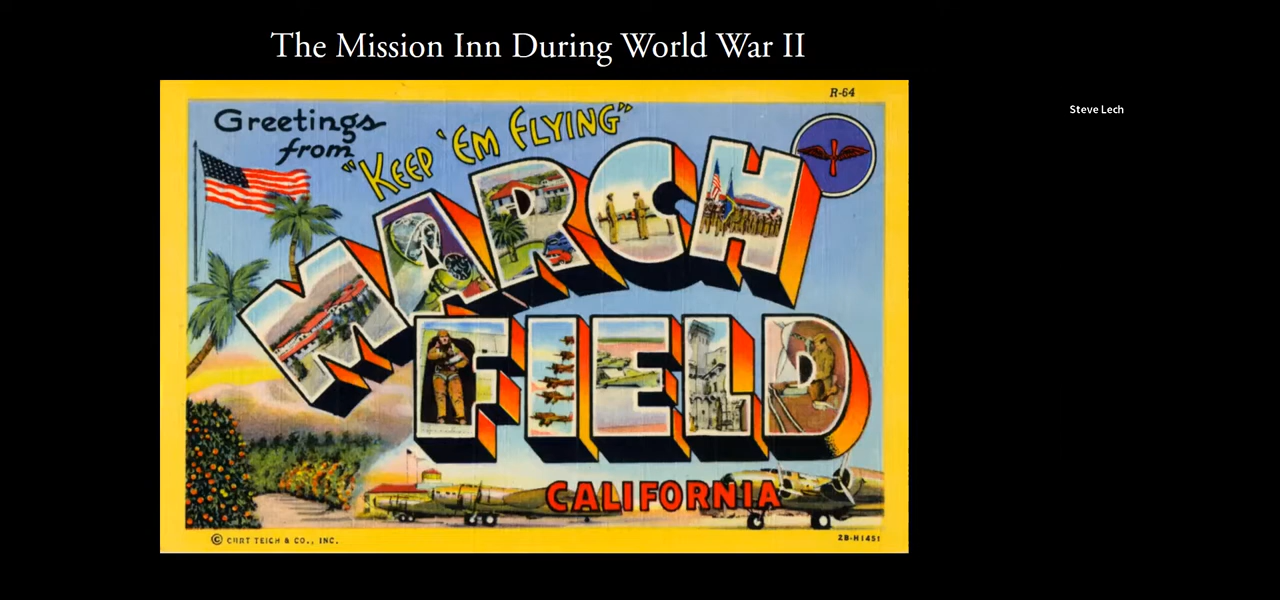 The Mission Inn During World War II
R-64
Greetings
from
"KEEP 'EM FLYING"
MARCH
FIELD
CALIFORNIA
© CURT TEICH & CO., INC.
2B-H1451
Steve Lech